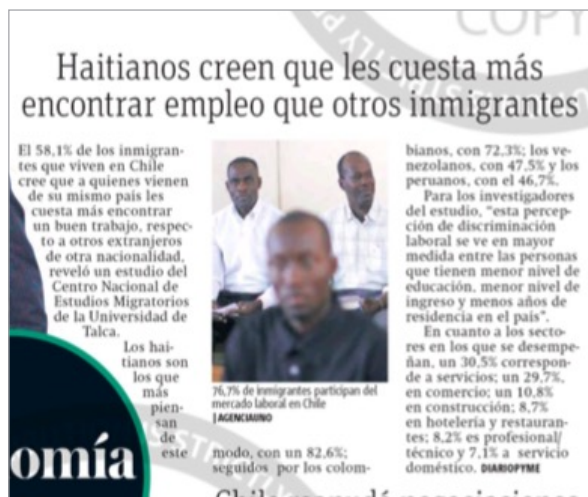 COPY
STRICTLY PR
Haitianos creen que les cuesta más
encontrar empleo que otros inmigrantes
El 58,1% de los inmigran-
tes que viven en Chile
cree que a quienes vienen
de su mismo país les
cuesta más encontrar
un buen trabajo, respec-
to a otros extranjeros
de otra nacionalidad,
reveló un estudio del
Centro Nacional de
Estudios Migratorios
de la Universidad de
Talca.
Los hai-
tianos son
los que
más
pien-
san
de
este
76,7% de inmigrantes participan del
mercado laboral en Chile
| AGENCIAUNO
modo, con un 82,6%;
seguidos por los colom-
bianos, con 72,3%; los ve-
nezolanos, con 47,5% y los
peruanos, con el 46,7%.
Para los investigadores
del estudio, "esta percep-
ción de discriminación
laboral se ve en mayor
medida entre las personas
que tienen menor nivel de
educación, menor nivel de
ingreso y menos años de
residencia en el país".
En cuanto a los secto-
res en los que se desempe-
ñan, un 30,5% correspon-
de a servicios; un 29,7%,
en comercio; un 10,8%
en construcción; 8,7%
en hotelería y restauran-
tes; 8,2% es profesional/
técnico y 7,1% a servicio
doméstico. DIARIOPYME
omía